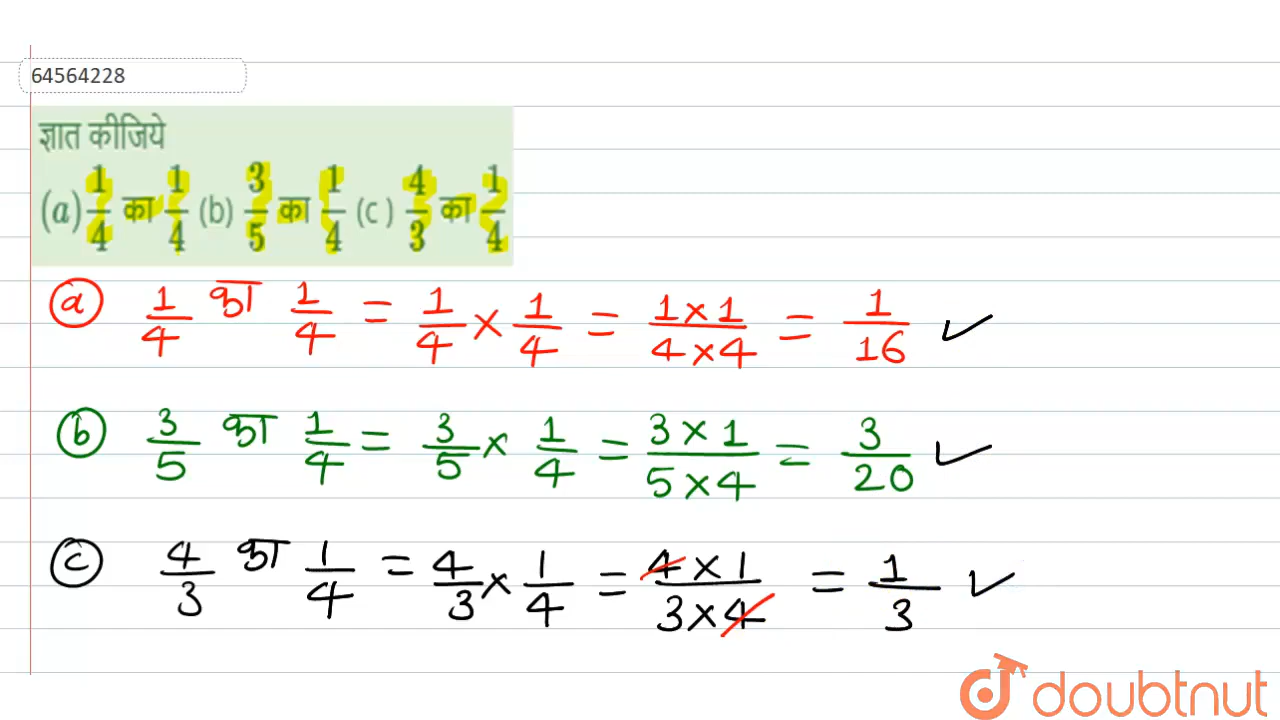 64564228
ज्ञात कीजिये
(a) 1/4 का 1/4 (b) 3/5 का 1/4 (c ) 4/3 का 1/4
(a) 1/4 का 1/4 = 1/4 × 1/4 = 1×1/4×4 = 1/16 ✓
(b) 3/5 का 1/4 = 3/5 × 1/4 = 3×1/5×4 = 3/20 ✓
(c) 4/3 का 1/4 = 4/3 × 1/4 = 4×1/3×4 = 1/3 ✓
doubtnut